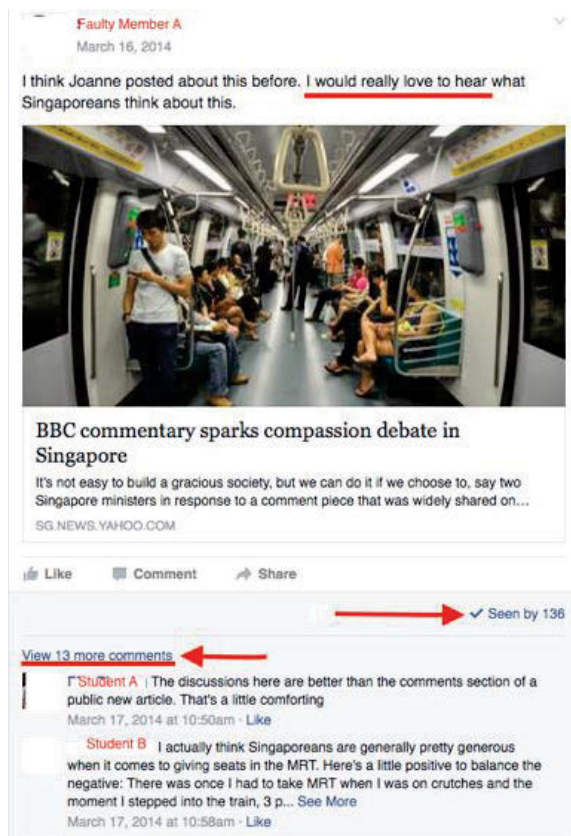 Faulty Member A
March 16, 2014
I think Joanne posted about this before. I would really love to hear what
Singaporeans think about this.
BBC commentary sparks compassion debate in
Singapore
It's not easy to build a gracious society, but we can do it if we choose to, say two
Singapore ministers in response to a comment piece that was widely shared on...
SG.NEWS.YAHOO.COM
Like Comment Share
Seen by 136
View 13 more comments
Student A The discussions here are better than the comments section of a
public new article. That's a little comforting
March 17, 2014 at 10:50am · Like
Student B I actually think Singaporeans are generally pretty generous
when it comes to giving seats in the MRT. Here's a little positive to balance the
negative: There was once I had to take MRT when I was on crutches and the
moment I stepped into the train, 3 p... See More
March 17, 2014 at 10:58am · Like